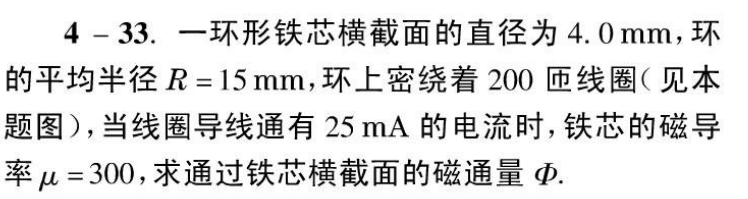 4－33. 一环形铁芯横截面的直径为 4.0 mm,环
的平均半径 R = 15 mm,环上密绕着 200 匝线圈(见本
题图),当线圈导线通有 25 mA 的电流时,铁芯的磁导
率 μ = 300,求通过铁芯横截面的磁通量 Φ.